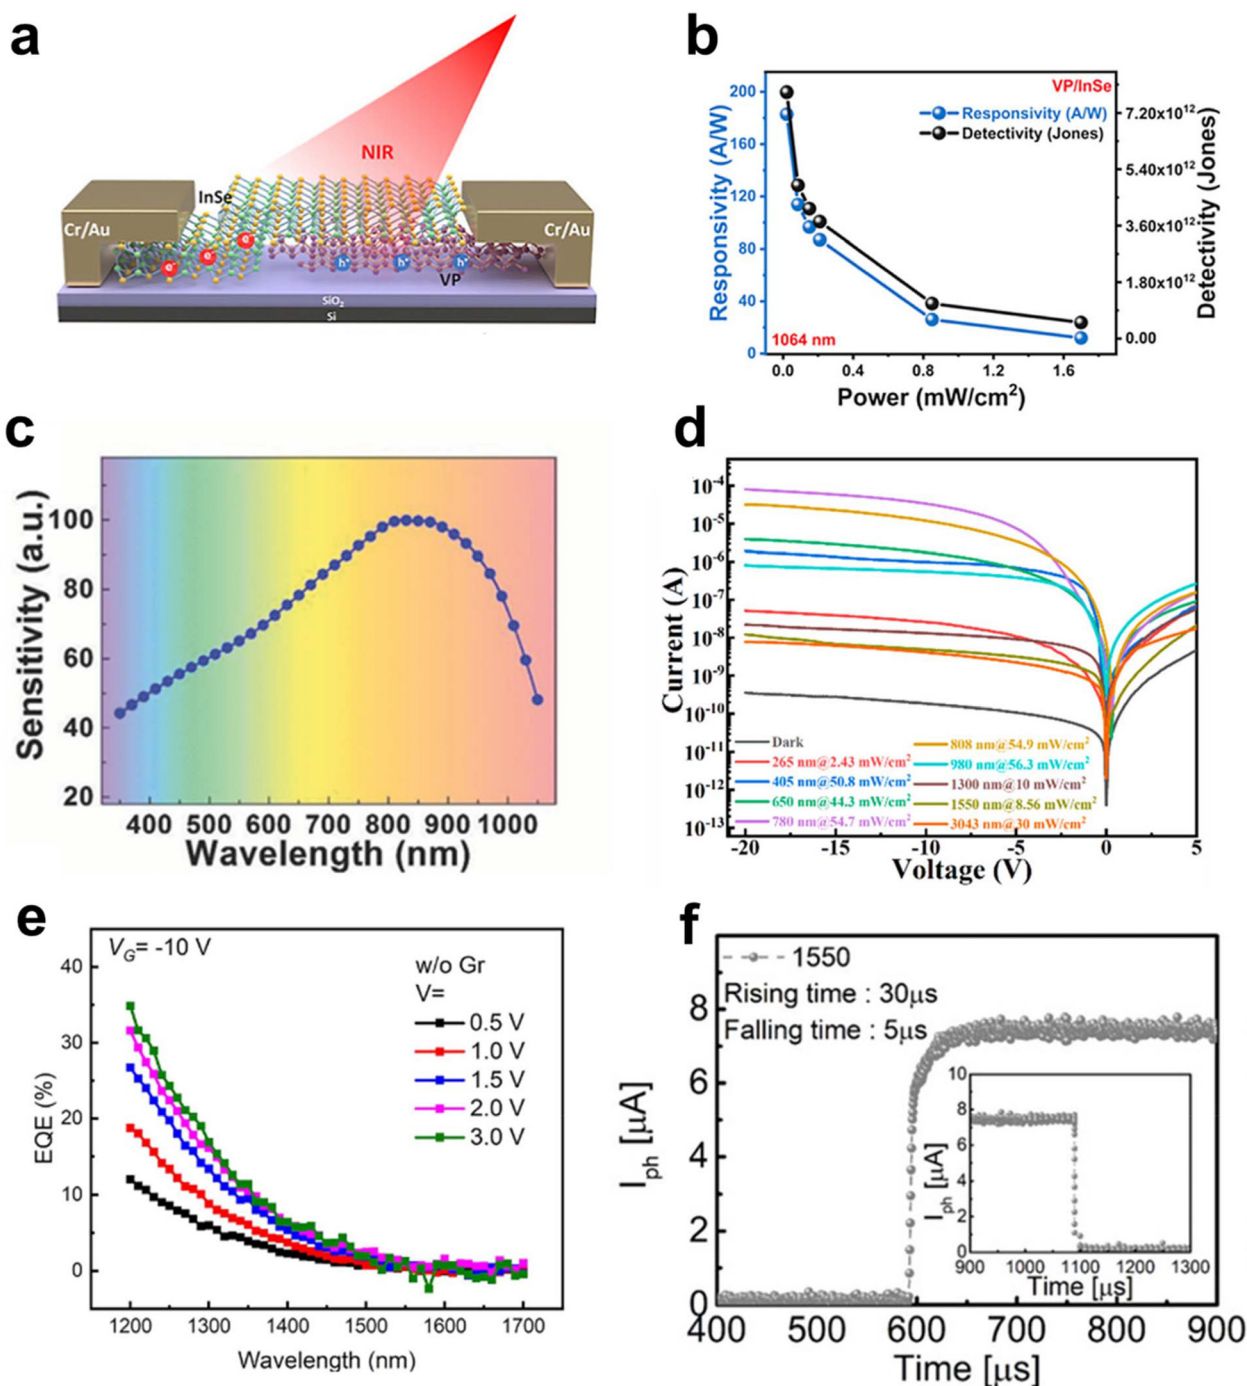 a
NIR
InSe
Cr/Au
Cr/Au
e⁻
e⁻
e⁻
h⁺
h⁺
h⁺
VP
SiO₂
Si
b
VP/InSe
Responsivity (A/W)
Detectivity (Jones)
200
160
120
80
40
0
Responsivity (A/W)
7.20x10¹²
5.40x10¹²
3.60x10¹²
1.80x10¹²
0.00
Detectivity (Jones)
1064 nm
0.0 0.4 0.8 1.2 1.6
Power (mW/cm²)
c
Sensitivity (a.u.)
100
80
60
40
20
400 500 600 700 800 900 1000
Wavelength (nm)
d
Current (A)
10⁻⁴
10⁻⁵
10⁻⁶
10⁻⁷
10⁻⁸
10⁻⁹
10⁻¹⁰
10⁻¹¹
10⁻¹²
10⁻¹³
Dark
265 nm@2.43 mW/cm²
405 nm@50.8 mW/cm²
650 nm@44.3 mW/cm²
780 nm@54.7 mW/cm²
808 nm@54.9 mW/cm²
980 nm@56.3 mW/cm²
1300 nm@10 mW/cm²
1550 nm@8.56 mW/cm²
3043 nm@30 mW/cm²
-20 -15 -10 -5 0 5
Voltage (V)
e
V_G= -10 V
w/o Gr
V=
0.5 V
1.0 V
1.5 V
2.0 V
3.0 V
EQE (%)
40
30
20
10
0
1200 1300 1400 1500 1600 1700
Wavelength (nm)
f
1550
Rising time : 30μs
Falling time : 5μs
I_ph [μA]
8
6
4
2
0
400 500 600 700 800 900
Time [μs]
I_ph [μA]
10
8
6
4
2
0
900 1000 1100 1200 1300
Time [μs]